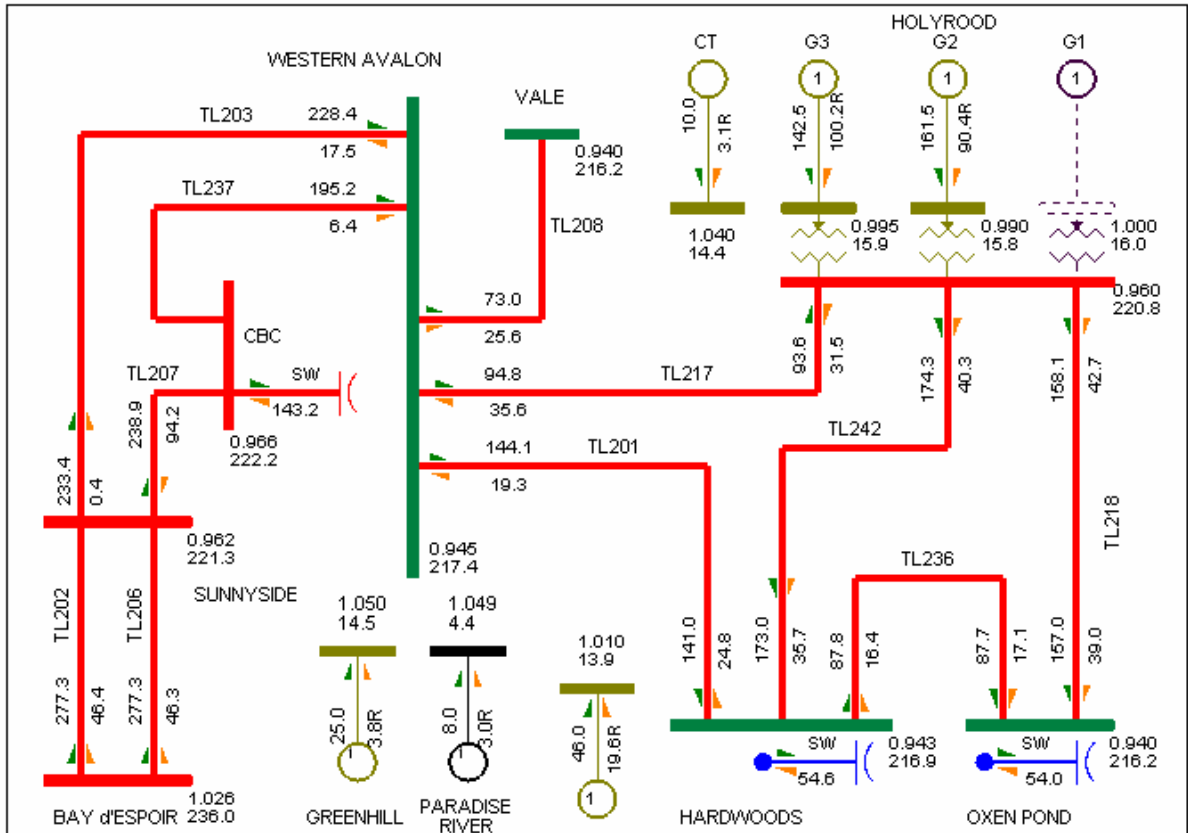 HOLYROOD
CT
G3
G2
G1
1
1
1
WESTERN AVALON
VALE
10.0
3.1R
142.5
100.2R
161.5
90.4R
TL203
228.4
17.5
0.940
216.2
TL237
195.2
6.4
TL208
1.040
14.4
0.995
15.9
0.990
15.8
1.000
16.0
0.960
220.8
73.0
25.6
CBC
TL207
SW
143.2
94.8
35.6
TL217
93.6
31.5
174.3
40.3
158.1
42.7
238.9
94.2
0.966
222.2
144.1
19.3
TL201
TL242
233.4
0.4
TL218
0.962
221.3
0.945
217.4
SUNNYSIDE
TL202
TL206
TL236
1.050
14.5
1.049
4.4
1.010
13.9
141.0
24.8
173.0
35.7
87.8
16.4
87.7
17.1
157.0
39.0
277.3
46.4
277.3
46.3
25.0
3.8R
8.0
3.0R
46.0
19.6R
1
1
1
SW
54.6
0.943
216.9
SW
54.0
0.940
216.2
1.026
236.0
BAY d'ESPOIR
GREENHILL
PARADISE
RIVER
HARDWOODS
OXEN POND